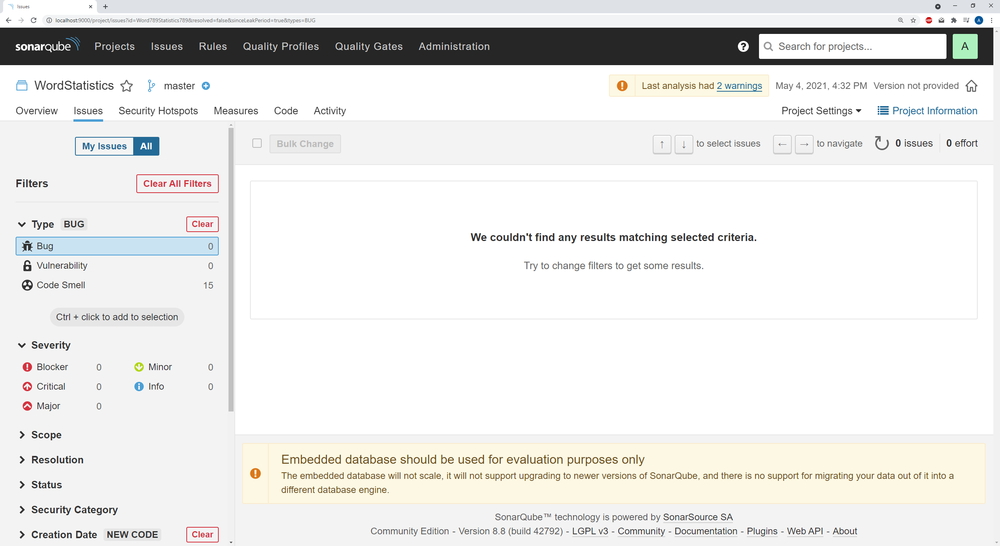 Issues
localhost:9000/project/issues?id=Word789Statistics789&resolved=false&sinceLeakPeriod=true&types=BUG
ABP
A
sonarqube Projects Issues Rules Quality Profiles Quality Gates Administration ? Search for projects... A
WordStatistics master Last analysis had 2 warnings May 4, 2021, 4:32 PM Version not provided
Overview Issues Security Hotspots Measures Code Activity Project Settings Project Information
My Issues All
Bulk Change ↑ ↓ to select issues ← → to navigate 0 issues 0 effort
Filters Clear All Filters
Type BUG Clear
Bug 0
Vulnerability 0
Code Smell 15
Ctrl + click to add to selection
Severity
Blocker 0 Minor 0
Critical 0 Info 0
Major 0
Scope
Resolution
Status
Security Category
Creation Date NEW CODE Clear
We couldn't find any results matching selected criteria.
Try to change filters to get some results.
Embedded database should be used for evaluation purposes only
The embedded database will not scale, it will not support upgrading to newer versions of SonarQube, and there is no support for migrating your data out of it into a
different database engine.
SonarQube™ technology is powered by SonarSource SA
Community Edition - Version 8.8 (build 42792) - LGPL v3 - Community - Documentation - Plugins - Web API - About